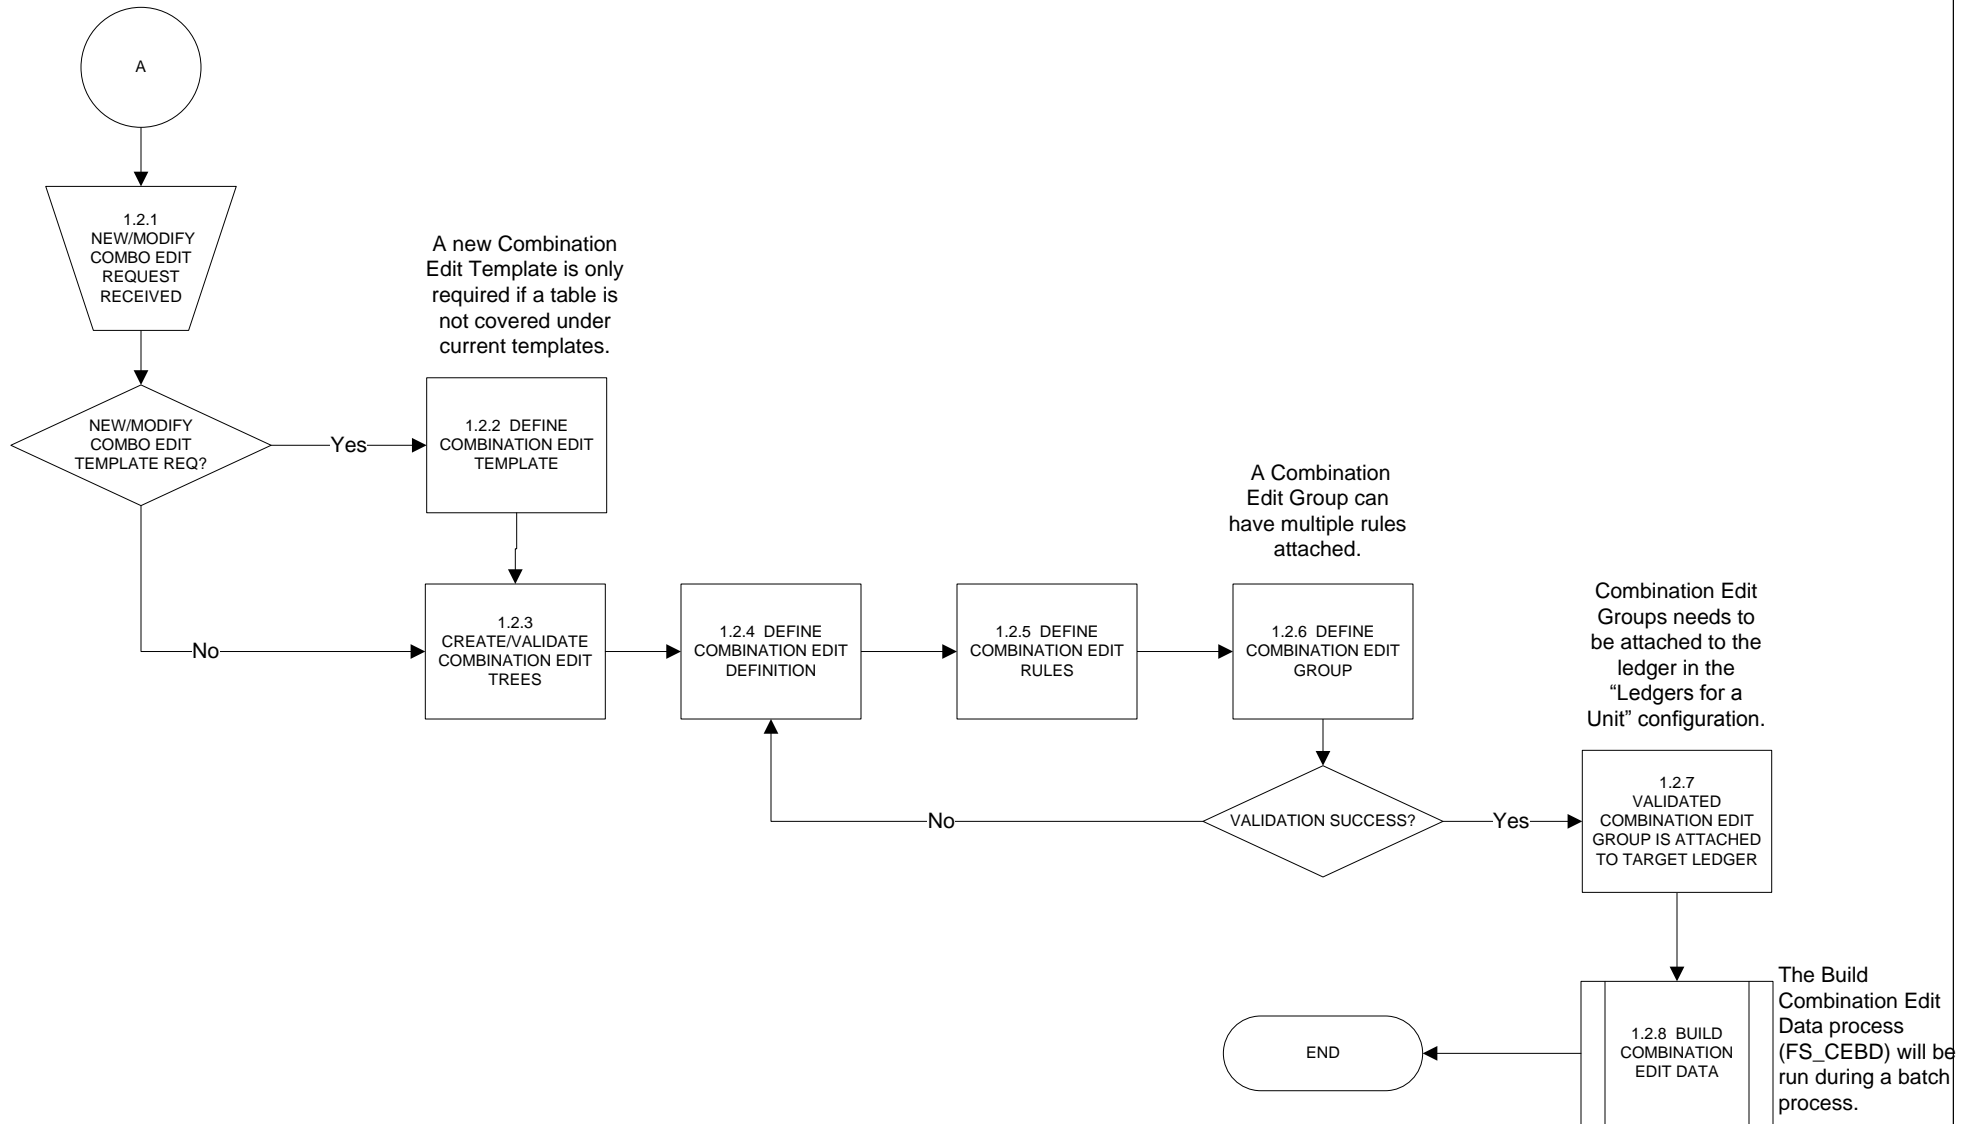 A
1.2.1
NEW/MODIFY
COMBO EDIT
REQUEST
RECEIVED
A new Combination
Edit Template is only
required if a table is
not covered under
current templates.
NEW/MODIFY
COMBO EDIT
TEMPLATE REQ?
Yes
1.2.2 DEFINE
COMBINATION EDIT
TEMPLATE
A Combination
Edit Group can
have multiple rules
attached.
No
1.2.3
CREATE/VALIDATE
COMBINATION EDIT
TREES
1.2.4 DEFINE
COMBINATION EDIT
DEFINITION
1.2.5 DEFINE
COMBINATION EDIT
RULES
1.2.6 DEFINE
COMBINATION EDIT
GROUP
Combination Edit
Groups needs to
be attached to the
ledger in the
“Ledgers for a
Unit” configuration.
No
VALIDATION SUCCESS?
Yes
1.2.7
VALIDATED
COMBINATION EDIT
GROUP IS ATTACHED
TO TARGET LEDGER
END
1.2.8 BUILD
COMBINATION
EDIT DATA
The Build
Combination Edit
Data process
(FS_CEBD) will be
run during a batch
process.